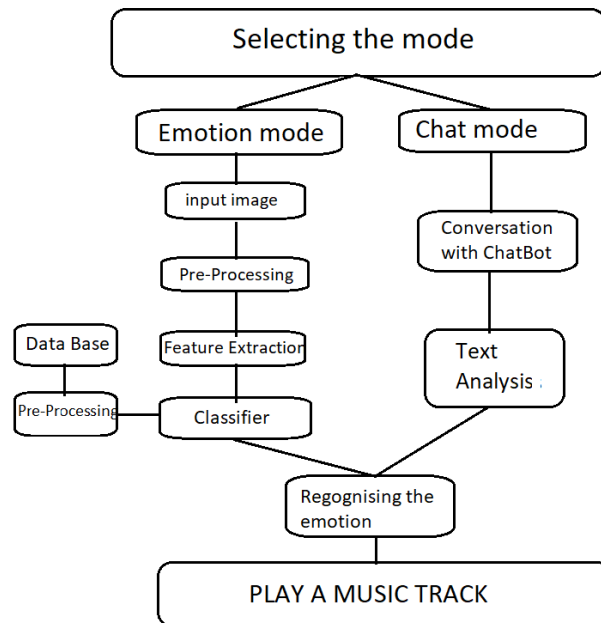 Selecting the mode
Emotion mode
Chat mode
input image
Conversation
with ChatBot
Pre-Processing
Data Base
Feature Extraction
Text
Analysis
Pre-Processing
Classifier
Regognising the
emotion
PLAY A MUSIC TRACK